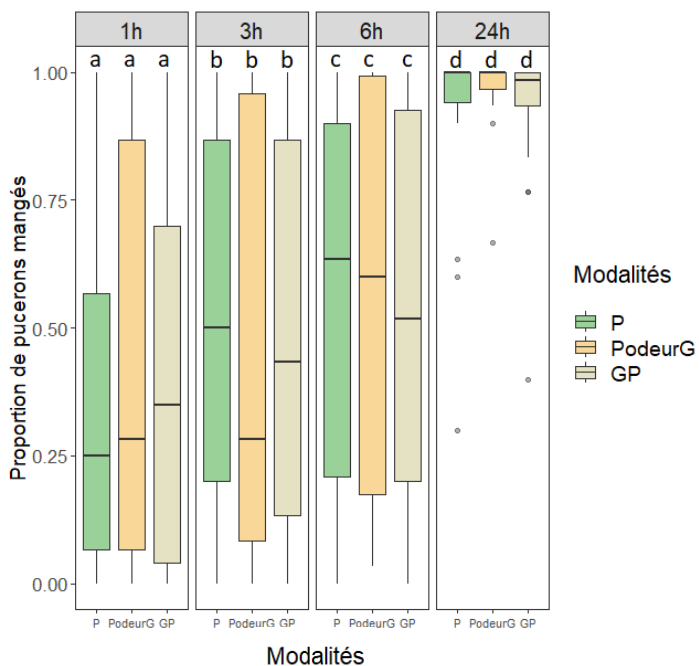 1h 3h 6h 24h
a a a b b b c c c d d d
1.00
0.75
0.50
0.25
0.00
Proportion de pucerons mangés
P PodeurG GP P PodeurG GP P PodeurG GP P PodeurG GP
Modalités
Modalités
P
PodeurG
GP